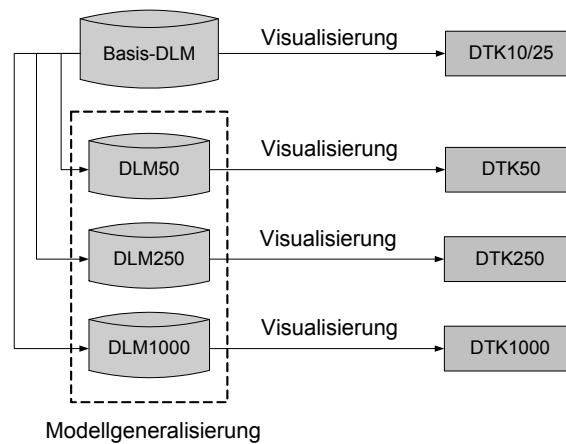 Basis-DLM
Visualisierung
DTK10/25
DLM50
Visualisierung
DTK50
DLM250
Visualisierung
DTK250
DLM1000
Visualisierung
DTK1000
Modellgeneralisierung